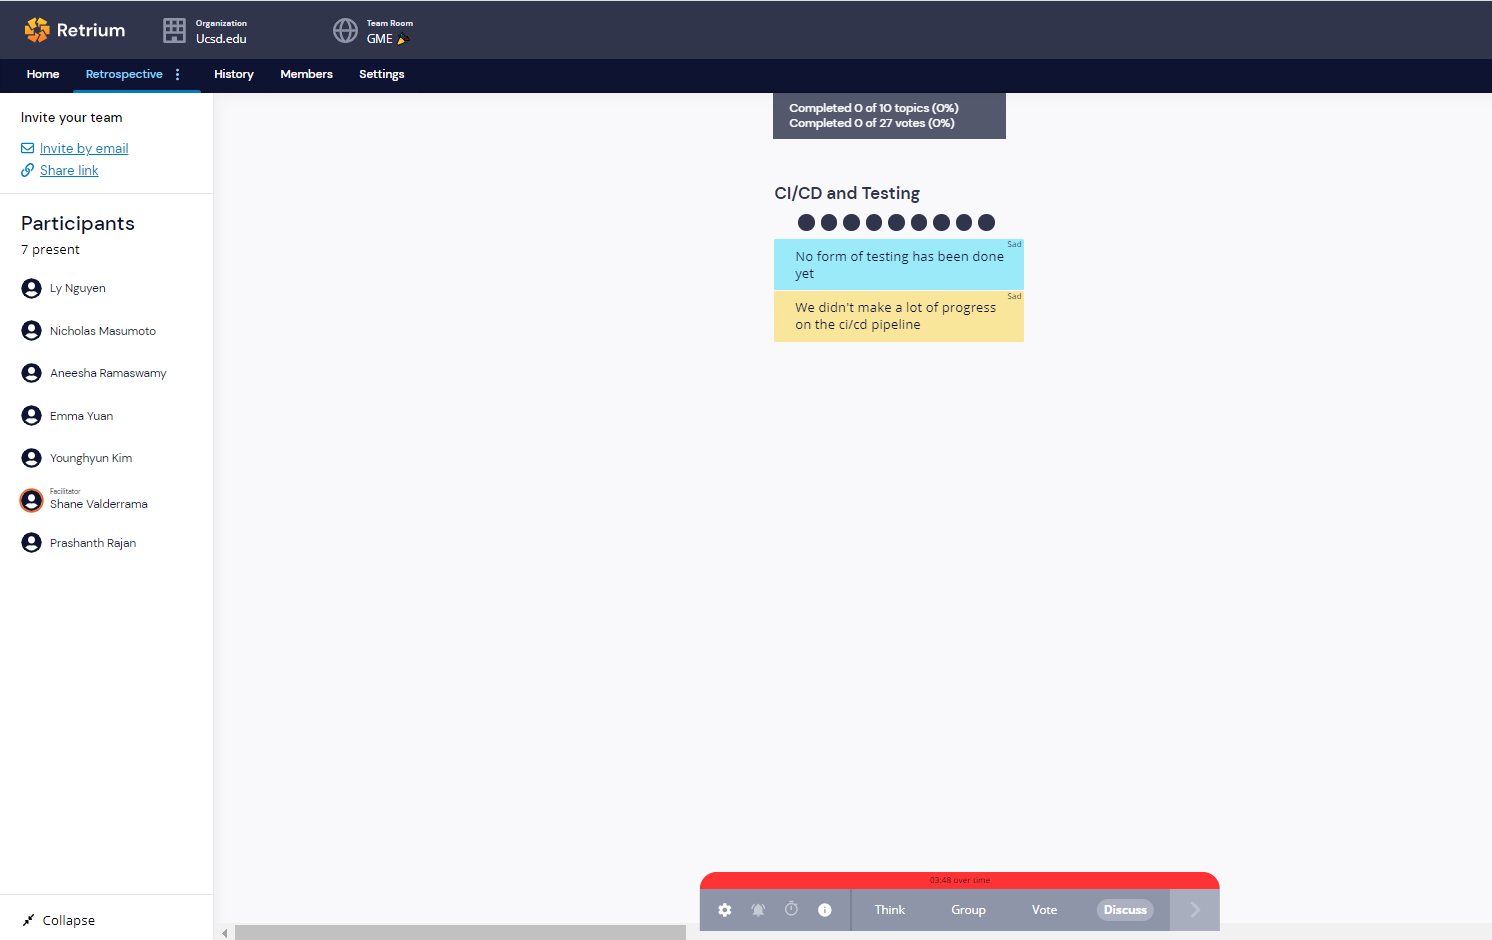 Retrium
Organization
Ucsd.edu
Team Room
GME
Home
Retrospective
History
Members
Settings
Invite your team
Invite by email
Share link
Participants
7 present
Ly Nguyen
Nicholas Masumoto
Aneesha Ramaswamy
Emma Yuan
Younghyun Kim
Facilitator
Shane Valderrama
Prashanth Rajan
Collapse
Completed 0 of 10 topics (0%)
Completed 0 of 27 votes (0%)
CI/CD and Testing
Sad
No form of testing has been done
yet
Sad
We didn't make a lot of progress
on the ci/cd pipeline
03:48 over time
Think
Group
Vote
Discuss